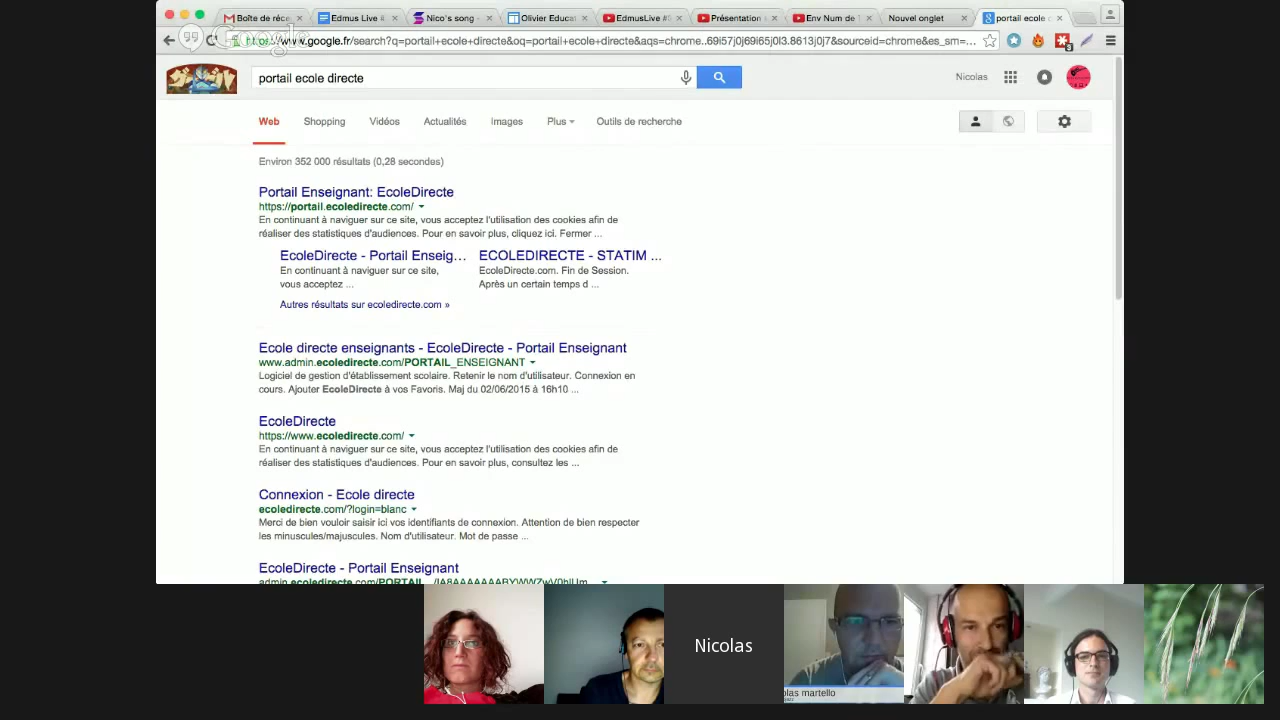 Boîte de réce
Edmus Live #
Nico's song -
Olivier Educat
EdmusLive #5
Présentation
Env Num de
Nouvel onglet
portail ecole d
www.google.fr/search?q=portail+ecole+directe&oq=portail+ecole+directe&aqs=chrome..69i57j0j69i65j0l3.8613j0j7&sourceid=chrome&es_sm=...
Google
portail ecole directe
Nicolas
Web
Shopping
Vidéos
Actualités
Images
Plus
Outils de recherche
Environ 352 000 résultats (0,28 secondes)
Portail Enseignant: EcoleDirecte
https://portail.ecoledirecte.com/
En continuant à naviguer sur ce site, vous acceptez l'utilisation des cookies afin de
réaliser des statistiques d'audiences. Pour en savoir plus, cliquez ici. Fermer ...
EcoleDirecte - Portail Enseig...
En continuant à naviguer sur ce site,
vous acceptez ...
ECOLEDIRECTE - STATIM ...
EcoleDirecte.com. Fin de Session.
Après un certain temps d ...
Autres résultats sur ecoledirecte.com »
Ecole directe enseignants - EcoleDirecte - Portail Enseignant
www.admin.ecoledirecte.com/PORTAIL_ENSEIGNANT
Logiciel de gestion d'établissement scolaire. Retenir le nom d'utilisateur. Connexion en
cours. Ajouter EcoleDirecte à vos Favoris. Maj du 02/06/2015 à 16h10 ...
EcoleDirecte
https://www.ecoledirecte.com/
En continuant à naviguer sur ce site, vous acceptez l'utilisation des cookies afin de
réaliser des statistiques d'audiences. Pour en savoir plus, consultez les ...
Connexion - Ecole directe
ecoledirecte.com/?login=blanc
Merci de bien vouloir saisir ici vos identifiants de connexion. Attention de bien respecter
les minuscules/majuscules. Nom d'utilisateur. Mot de passe ...
EcoleDirecte - Portail Enseignant
Nicolas
olas martello